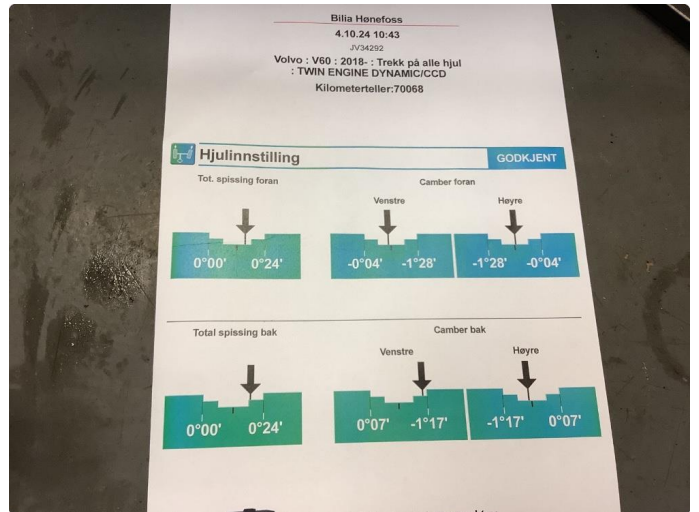 Bilia Hønefoss
4.10.24 10:43
JV34292
Volvo : V60 : 2018- : Trekk på alle hjul
: TWIN ENGINE DYNAMIC/CCD
Kilometerteller:70068
Hjulinnstilling
GODKJENT
Tot. spissing foran
Camber foran
Venstre
Høyre
0°00' 0°24'
-0°04' -1°28'
-1°28' -0°04'
Total spissing bak
Camber bak
Venstre
Høyre
0°00' 0°24'
0°07' -1°17'
-1°17' 0°07'